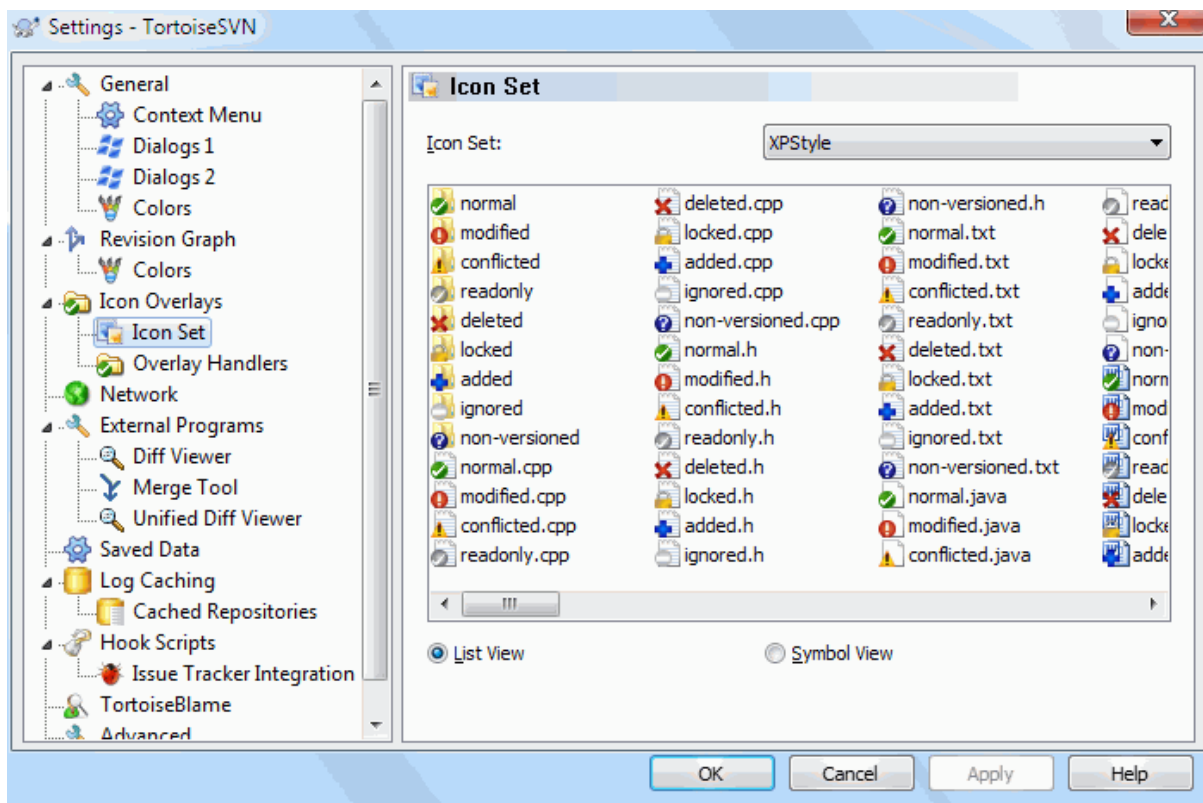 Settings - TortoiseSVN
General
Context Menu
Dialogs 1
Dialogs 2
Colors
Revision Graph
Colors
Icon Overlays
Icon Set
Overlay Handlers
Network
External Programs
Diff Viewer
Merge Tool
Unified Diff Viewer
Saved Data
Log Caching
Cached Repositories
Hook Scripts
Issue Tracker Integration
TortoiseBlame
Advanced
Icon Set
Icon Set:
XPStyle
normal
modified
conflicted
readonly
deleted
locked
added
ignored
non-versioned
normal.cpp
modified.cpp
conflicted.cpp
readonly.cpp
deleted.cpp
locked.cpp
added.cpp
ignored.cpp
non-versioned.cpp
normal.h
modified.h
conflicted.h
readonly.h
deleted.h
locked.h
added.h
ignored.h
non-versioned.h
normal.txt
modified.txt
conflicted.txt
readonly.txt
deleted.txt
locked.txt
added.txt
ignored.txt
non-versioned.txt
normal.java
modified.java
conflicted.java
List View
Symbol View
OK
Cancel
Apply
Help